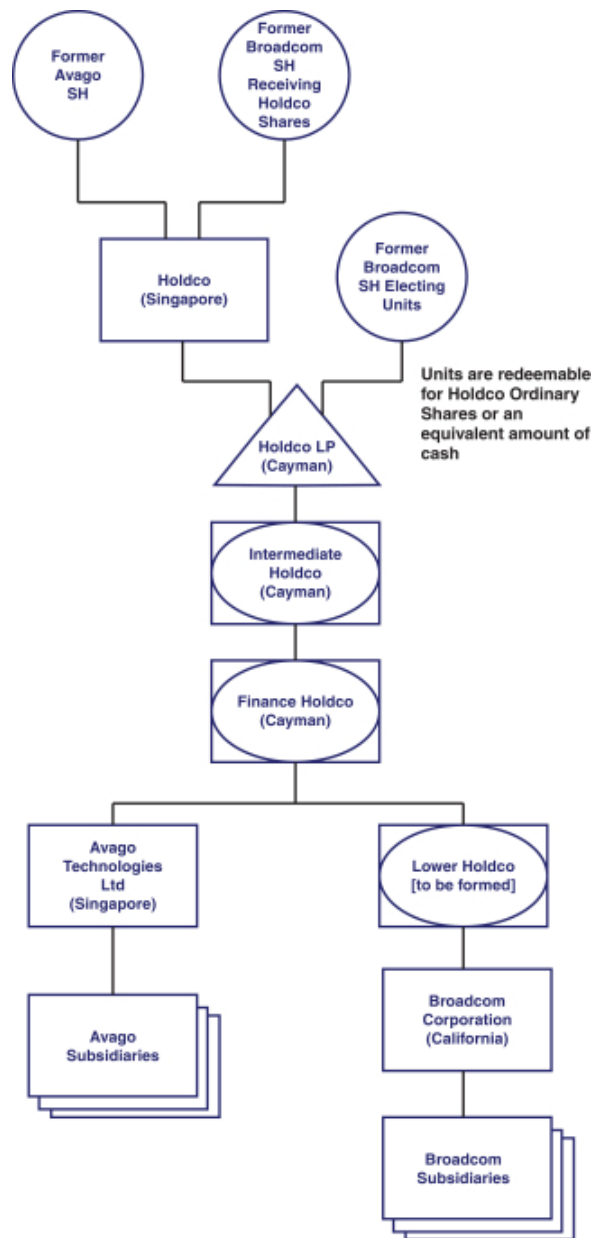 Former
Avago
SH
Former
Broadcom
SH
Receiving
Holdco
Shares
Holdco
(Singapore)
Former
Broadcom
SH Electing
Units
Units are redeemable
for Holdco Ordinary
Shares or an
equivalent amount of
cash
Holdco LP
(Cayman)
Intermediate
Holdco
(Cayman)
Finance Holdco
(Cayman)
Avago
Technologies
Ltd
(Singapore)
Lower Holdco
[to be formed]
Avago
Subsidiaries
Broadcom
Corporation
(California)
Broadcom
Subsidiaries